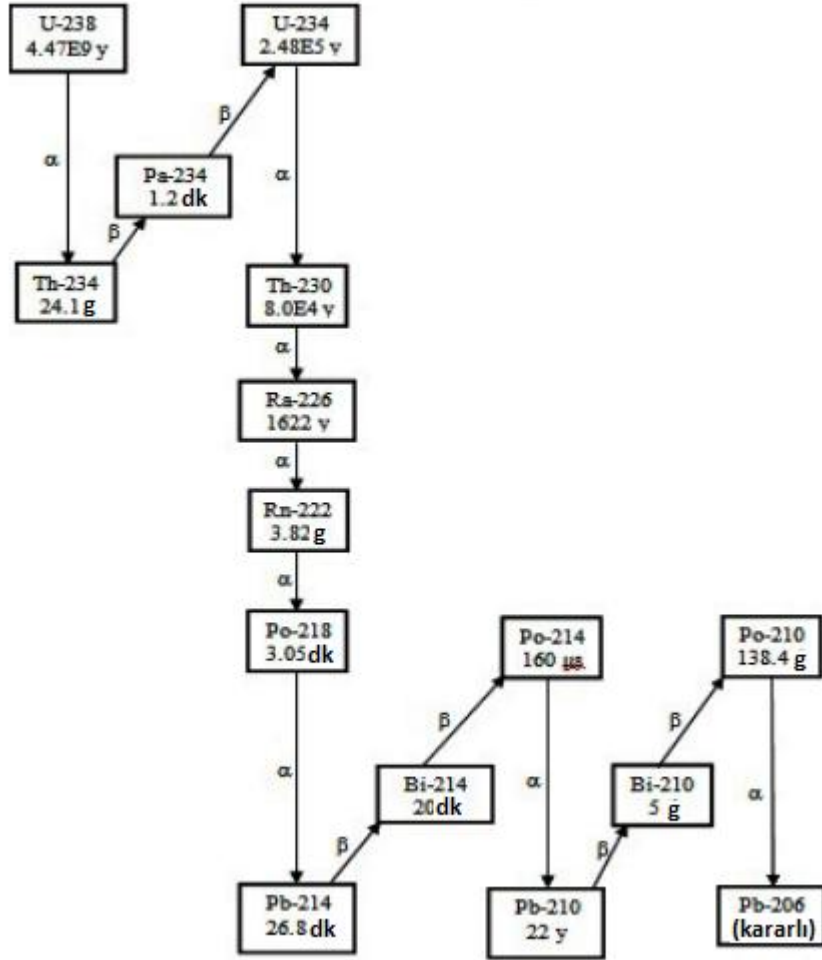 U-238
4.47E9 y
U-234
2.48E5 y
β
α
α
Pa-234
1.2 dk
β
Th-234
24.1 g
Th-230
8.0E4 y
α
Ra-226
1622 y
α
Rn-222
3.82 g
α
Po-218
3.05 dk
Po-214
160 µs
Po-210
138.4 g
β
β
α
Bi-214
20 dk
α
Bi-210
5 g
α
β
β
Pb-214
26.8 dk
Pb-210
22 y
Pb-206
(kararlı)